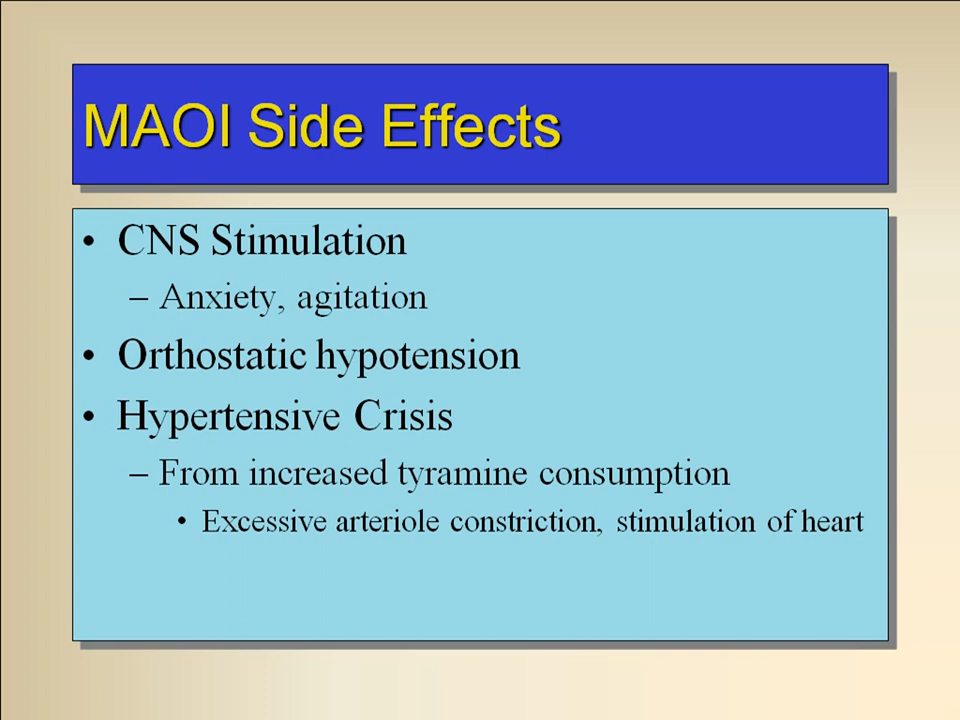 MAOI Side Effects
• CNS Stimulation
– Anxiety, agitation
• Orthostatic hypotension
• Hypertensive Crisis
– From increased tyramine consumption
• Excessive arteriole constriction, stimulation of heart